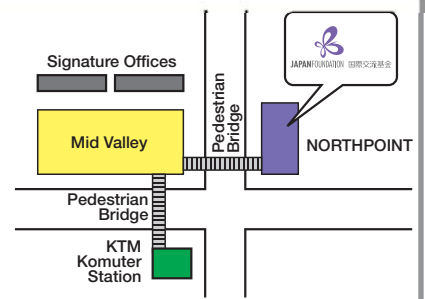 Signature Offices
JAPANFOUNDATION 国際交流基金
Mid Valley
Pedestrian
Bridge
NORTHPOINT
Pedestrian
Bridge
KTM
Komuter
Station